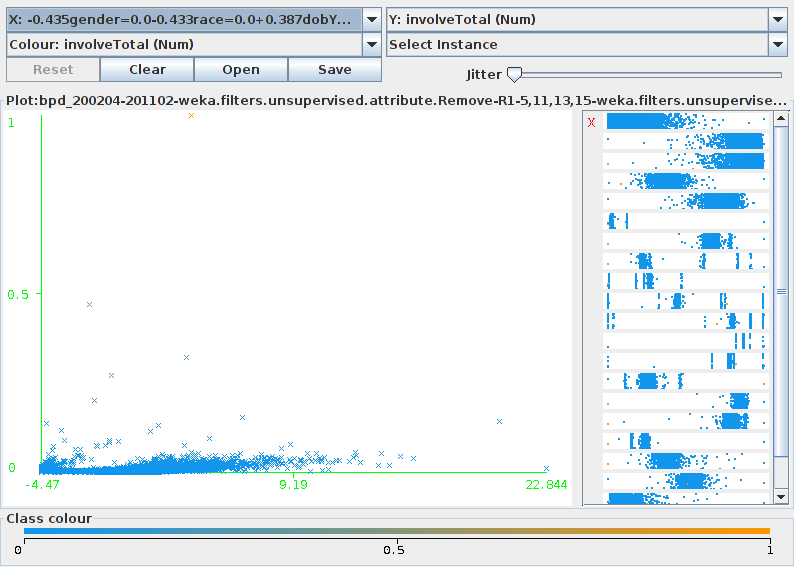 X: -0.435gender=0.0-0.433race=0.0+0.387dobY...
Y: involveTotal (Num)
Colour: involveTotal (Num)
Select Instance
Reset
Clear
Open
Save
Jitter
Plot:bpd_200204-201102-weka.filters.unsupervised.attribute.Remove-R1-5,11,13,15-weka.filters.unsupervise...
1
X
0.5
0
-4.47
9.19
22.844
Class colour
0
0.5
1